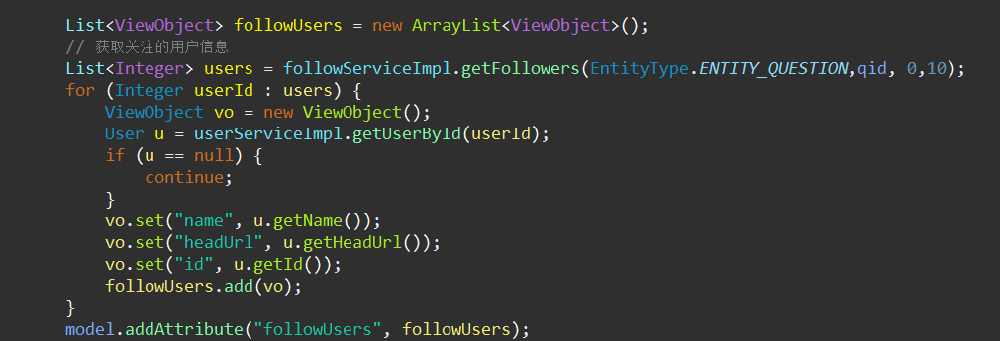 List<ViewObject> followUsers = new ArrayList<ViewObject>();
// 获取关注的用户信息
List<Integer> users = followServiceImpl.getFollowers(EntityType.ENTITY_QUESTION,qid, 0,10);
for (Integer userId : users) {
ViewObject vo = new ViewObject();
User u = userServiceImpl.getUserById(userId);
if (u == null) {
continue;
}
vo.set("name", u.getName());
vo.set("headUrl", u.getHeadUrl());
vo.set("id", u.getId());
followUsers.add(vo);
}
model.addAttribute("followUsers", followUsers);